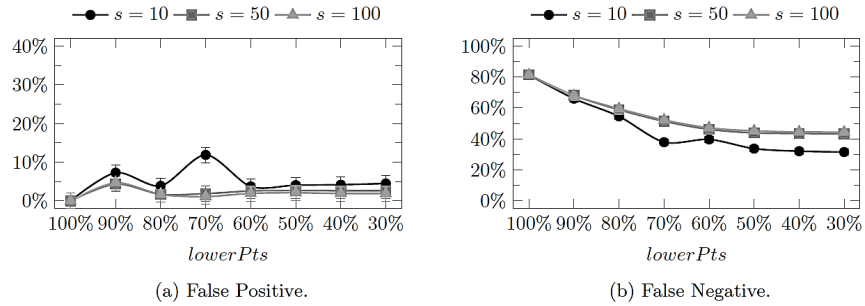 s = 10 s = 50 s = 100
40%
30%
20%
10%
0%
100% 90% 80% 70% 60% 50% 40% 30%
lowerPts
(a) False Positive.
s = 10 s = 50 s = 100
100%
80%
60%
40%
20%
0%
100% 90% 80% 70% 60% 50% 40% 30%
lowerPts
(b) False Negative.